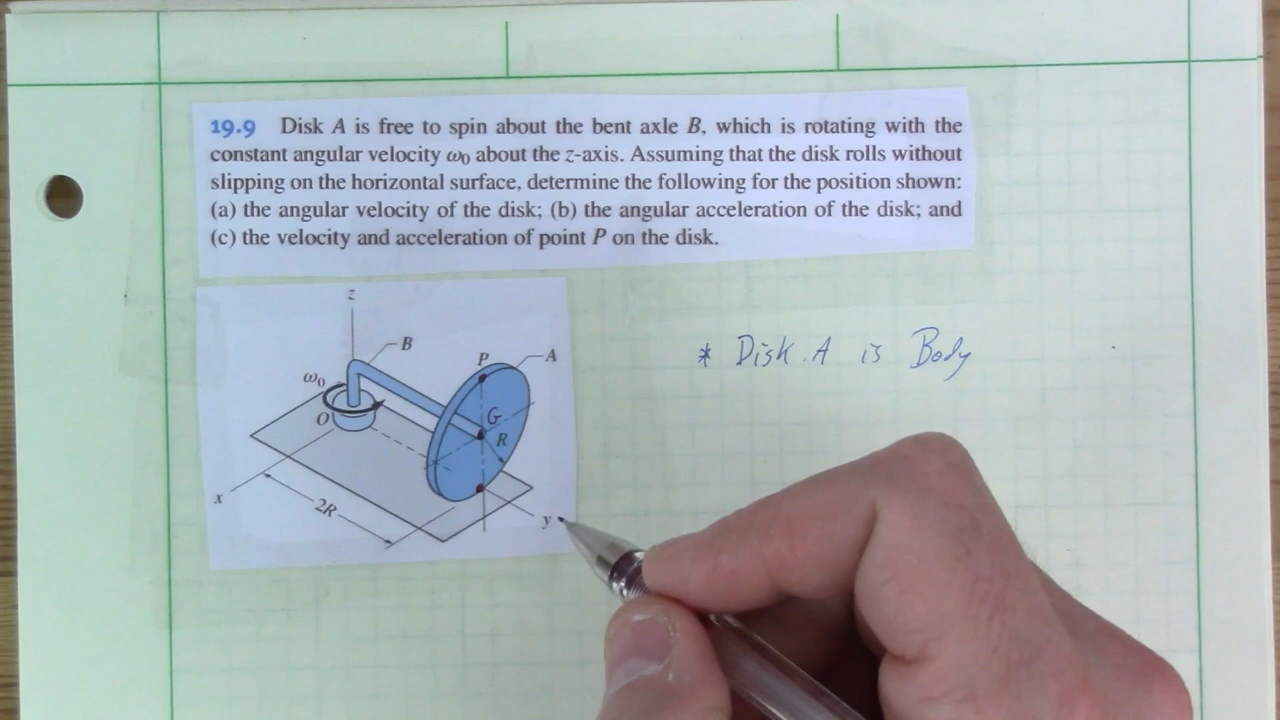 19.9 Disk A is free to spin about the bent axle B, which is rotating with the
constant angular velocity ω₀ about the z-axis. Assuming that the disk rolls without
slipping on the horizontal surface, determine the following for the position shown:
(a) the angular velocity of the disk; (b) the angular acceleration of the disk; and
(c) the velocity and acceleration of point P on the disk.
* Disk A is Body
z
B
P
A
ω₀
G
O
R
x
2R
y